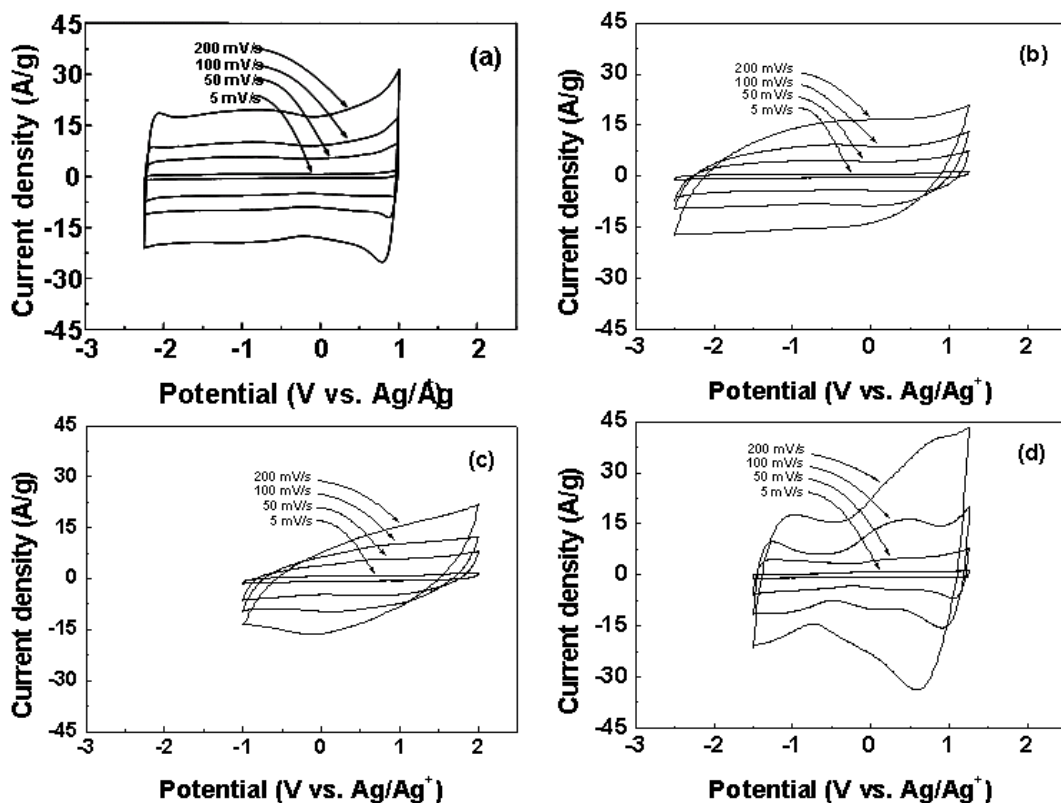 45
30
15
0
-15
-30
-45
-3
-2
-1
0
1
2
Current density (A/g)
200 mV/s
100 mV/s
50 mV/s
5 mV/s
(a)
Potential (V vs. Ag/Ag
45
30
15
0
-15
-30
-45
-3
-2
-1
0
1
2
Current density (A/g)
200 mV/s
100 mV/s
50 mV/s
5 mV/s
(b)
Potential (V vs. Ag/Ag⁺)
45
30
15
0
-15
-30
-45
-3
-2
-1
0
1
2
Current density (A/g)
200 mV/s
100 mV/s
50 mV/s
5 mV/s
(c)
Potential (V vs. Ag/Ag⁺)
45
30
15
0
-15
-30
-45
-3
-2
-1
0
1
2
Current density (A/g)
200 mV/s
100 mV/s
50 mV/s
5 mV/s
(d)
Potential (V vs. Ag/Ag⁺)